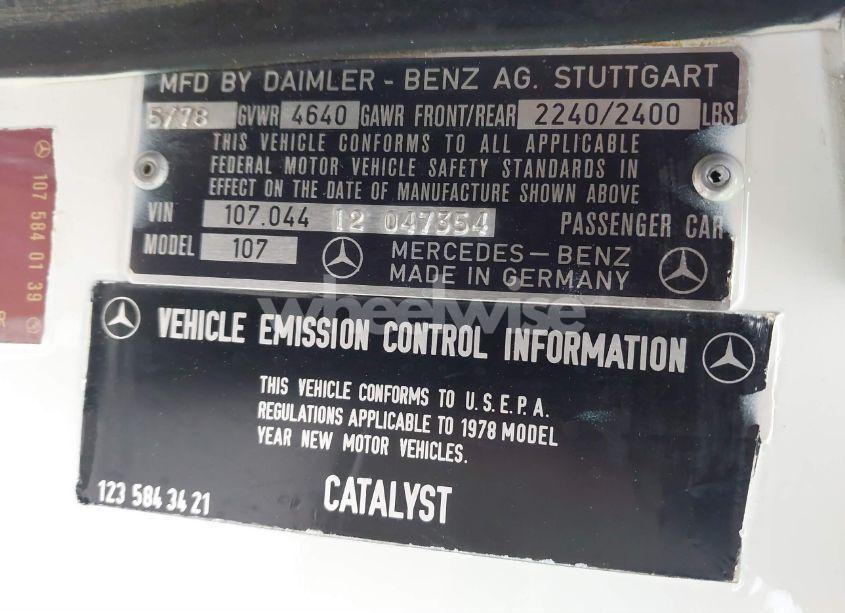 MFD BY DAIMLER - BENZ AG. STUTTGART
5/78 GVWR 4640 GAWR FRONT/REAR 2240/2400 LBS
THIS VEHICLE CONFORMS TO ALL APPLICABLE
FEDERAL MOTOR VEHICLE SAFETY STANDARDS IN
EFFECT ON THE DATE OF MANUFACTURE SHOWN ABOVE
VIN 107.044 12 047354 PASSENGER CAR
MODEL 107 MERCEDES-BENZ
MADE IN GERMANY
107 584 01 39
wheelwise
VEHICLE EMISSION CONTROL INFORMATION
THIS VEHICLE CONFORMS TO U.S.E.P.A.
REGULATIONS APPLICABLE TO 1978 MODEL
YEAR NEW MOTOR VEHICLES.
123 584 34 21 CATALYST